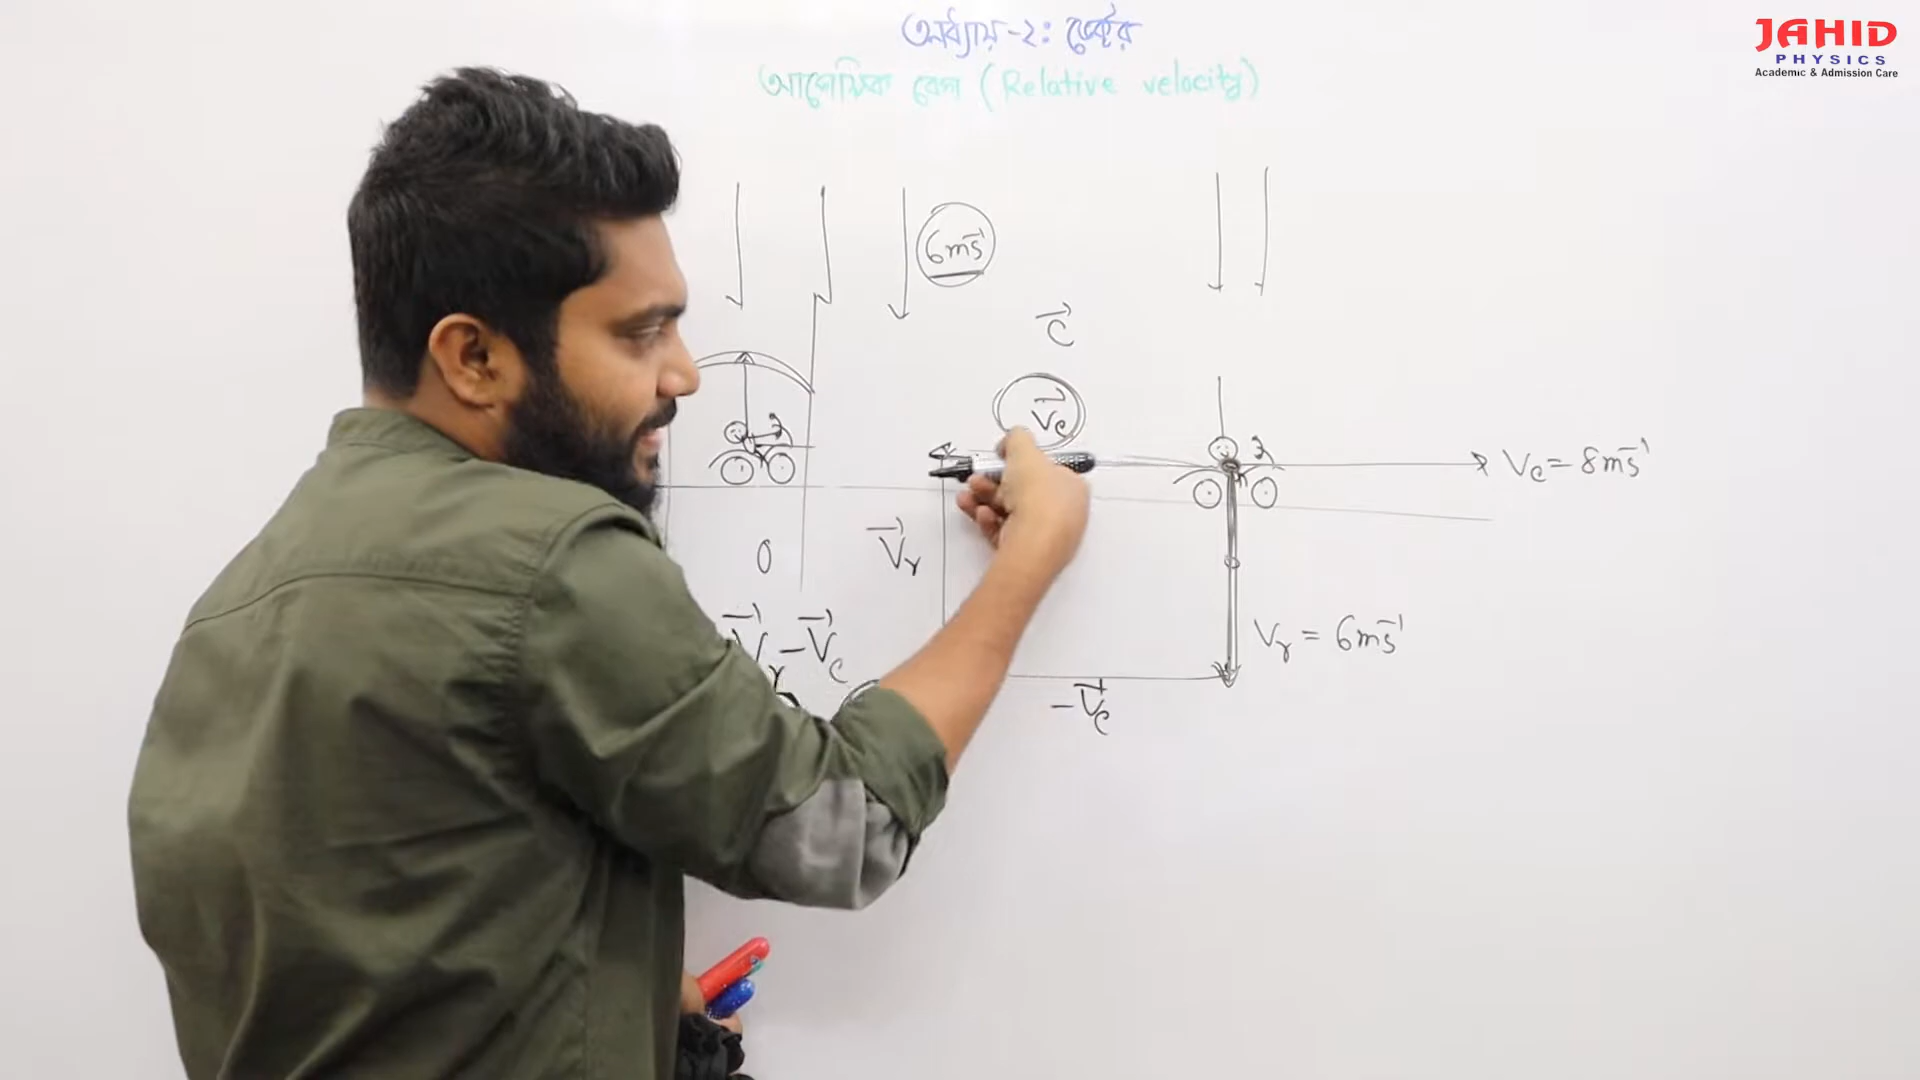 অধ্যায়-২: ভেক্টর
আপেক্ষিক বেগ (Relative velocity)
JAHID
PHYSICS
Academic & Admission Care
6ms⁻¹
C⃗
V⃗c
Vc = 8ms⁻¹
0
V⃗r
V⃗r - V⃗c
Vr = 6ms⁻¹
-V⃗c